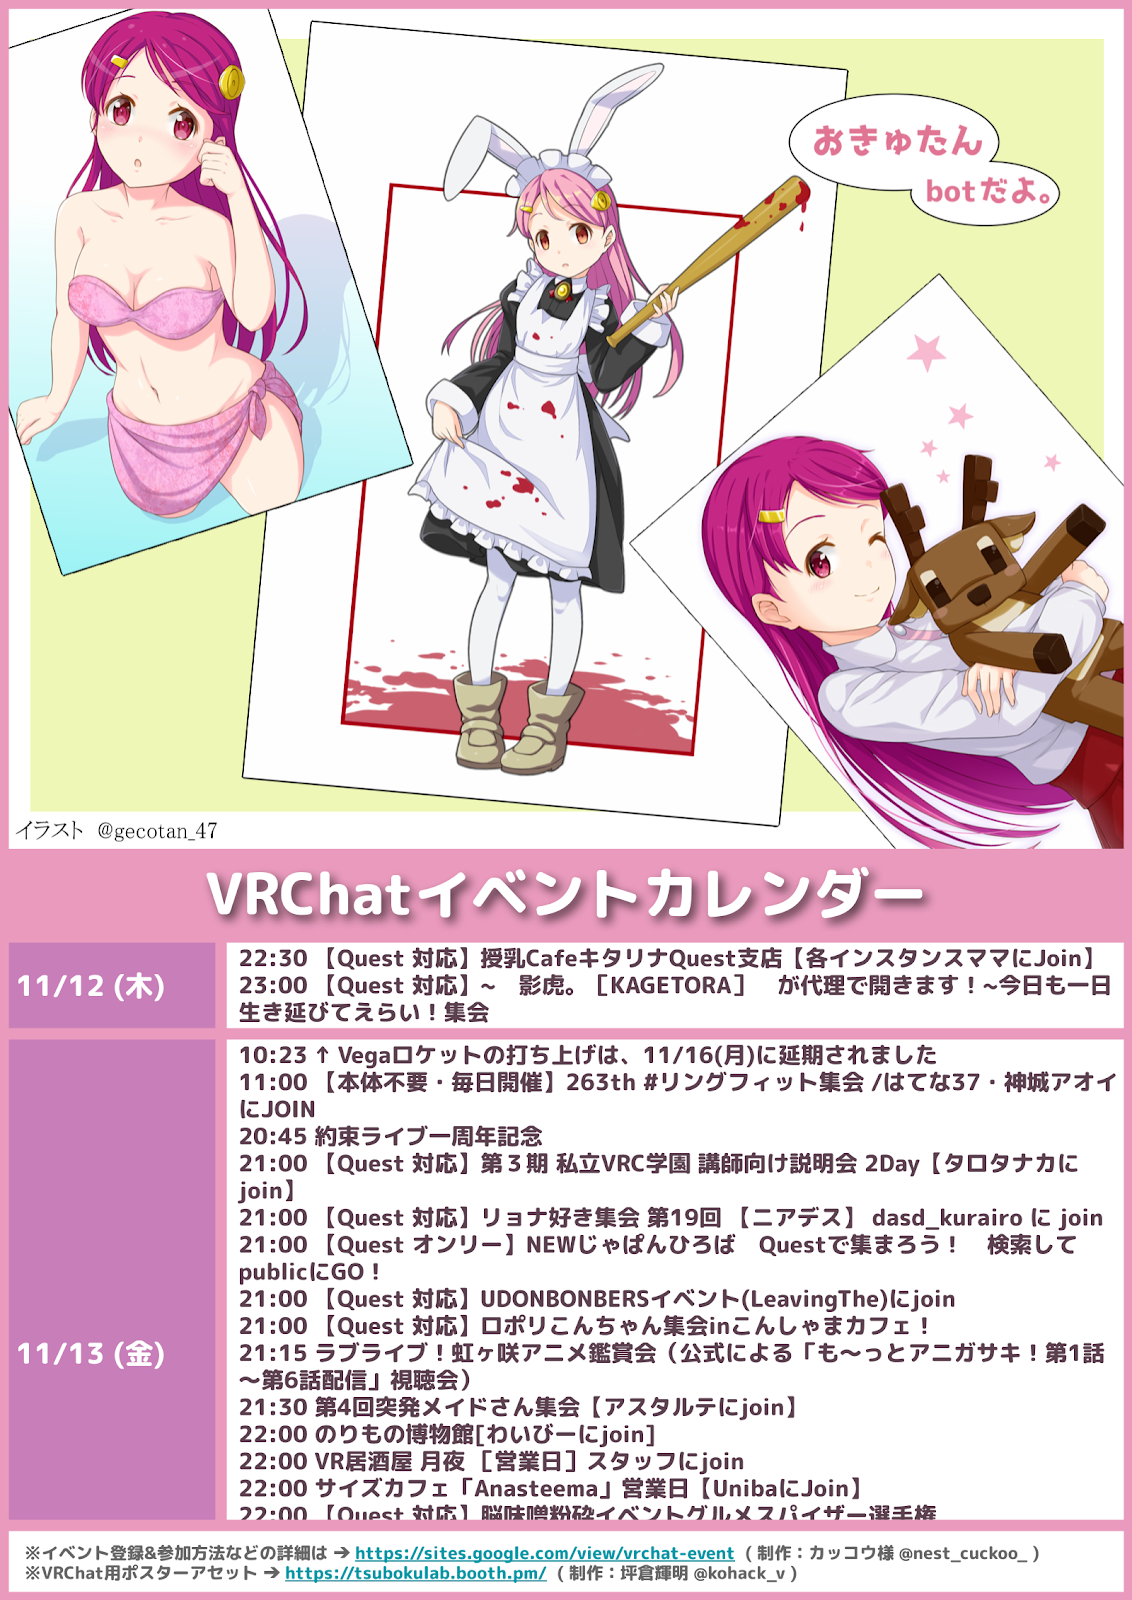 おきゅたん
botだよ。
イラスト @gecotan_47
VRChatイベントカレンダー
11/12 (木)
22:30 【Quest 対応】授乳CafeキタリナQuest支店【各インスタンスママにJoin】
23:00 【Quest 対応】~　影虎。［KAGETORA］　が代理で開きます！~今日も一日
生き延びてえらい！集会
11/13 (金)
10:23 ↑ Vegaロケットの打ち上げは、11/16(月)に延期されました
11:00 【本体不要・毎日開催】263th #リングフィット集会 /はてな37・神城アオイ
にJOIN
20:45 約束ライブ一周年記念
21:00 【Quest 対応】第３期 私立VRC学園 講師向け説明会 2Day【タロタナカに
join】
21:00 【Quest 対応】リョナ好き集会 第19回 【ニアデス】 dasd_kurairo に join
21:00 【Quest オンリー】NEWじゃぱんひろば　Questで集まろう！　検索して
publicにGO！
21:00 【Quest 対応】UDONBONBERSイベント(LeavingThe)にjoin
21:00 【Quest 対応】ロポリこんちゃん集会inこんしゃまカフェ！
21:15 ラブライブ！虹ヶ咲アニメ鑑賞会（公式による「も～っとアニガサキ！第1話
～第6話配信」視聴会）
21:30 第4回突発メイドさん集会【アスタルテにjoin】
22:00 のりもの博物館[わいびーにjoin]
22:00 VR居酒屋 月夜 ［営業日］スタッフにjoin
22:00 サイズカフェ「Anasteema」営業日【UnibaにJoin】
22:00 【Quest 対応】脳味噌粉砕イベントグルメスパイザー選手権
※イベント登録&参加方法などの詳細は ➔ https://sites.google.com/view/vrchat-event ( 制作：カッコウ様 @nest_cuckoo_ )
※VRChat用ポスターアセット ➔ https://tsubokulab.booth.pm/ ( 制作：坪倉輝明 @kohack_v )